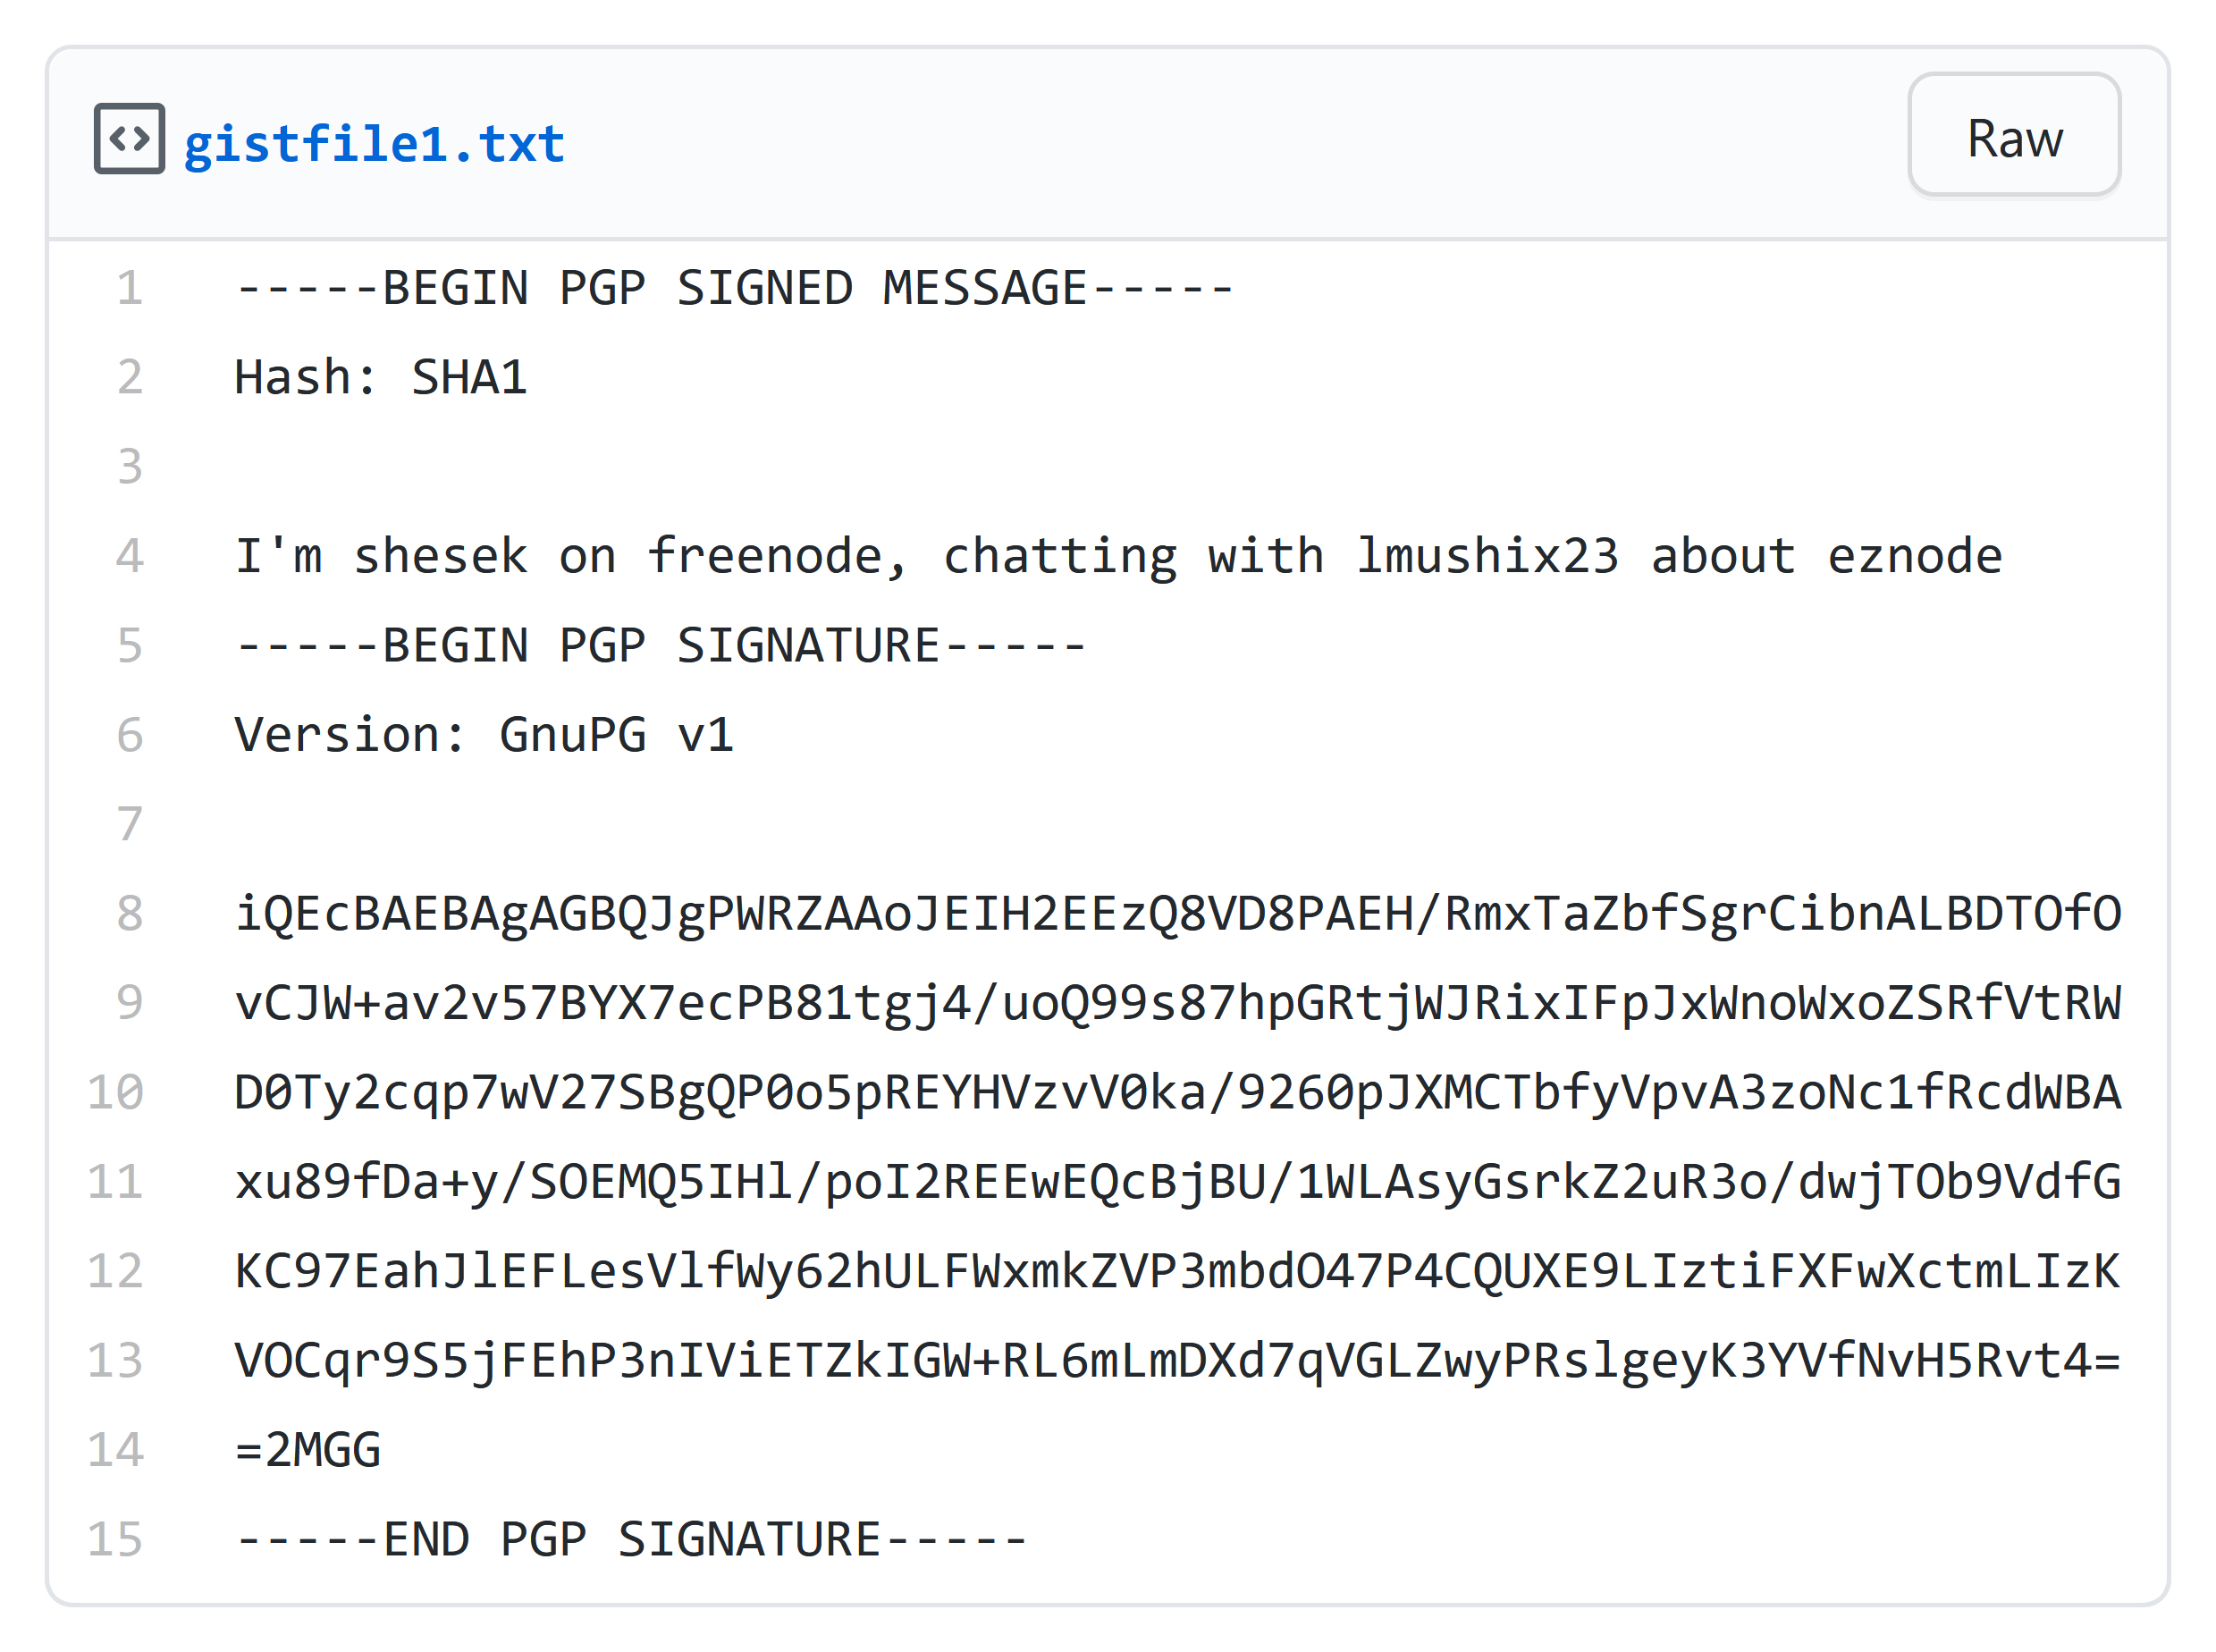 gistfile1.txt
Raw
1 -----BEGIN PGP SIGNED MESSAGE-----
2 Hash: SHA1
3
4 I'm shesek on freenode, chatting with lmushix23 about eznode
5 -----BEGIN PGP SIGNATURE-----
6 Version: GnuPG v1
7
8 iQEcBAEBAgAGBQJgPWRZAAoJEIH2EEzQ8VD8PAEH/RmxTaZbfSgrCibnALBDTOfO
9 vCJW+av2v57BYX7ecPB81tgj4/uoQ99s87hpGRtjWJRixIFpJxWnoWxoZSRfVtRW
10 D0Ty2cqp7wV27SBgQP0o5pREYHVzvV0ka/9260pJXMCTbfyVpvA3zoNc1fRcdWBA
11 xu89fDa+y/SOEMQ5IHl/poI2REEwEQcBjBU/1WLAsyGsrkZ2uR3o/dwjTOb9VdfG
12 KC97EahJlEFLesVlfWy62hULFWxmkZVP3mbdO47P4CQUXE9LIztiFXFwXctmLIzK
13 VOCqr9S5jFEhP3nIViETZkIGW+RL6mLmDXd7qVGLZwyPRslgeyK3YVfNvH5Rvt4=
14 =2MGG
15 -----END PGP SIGNATURE-----